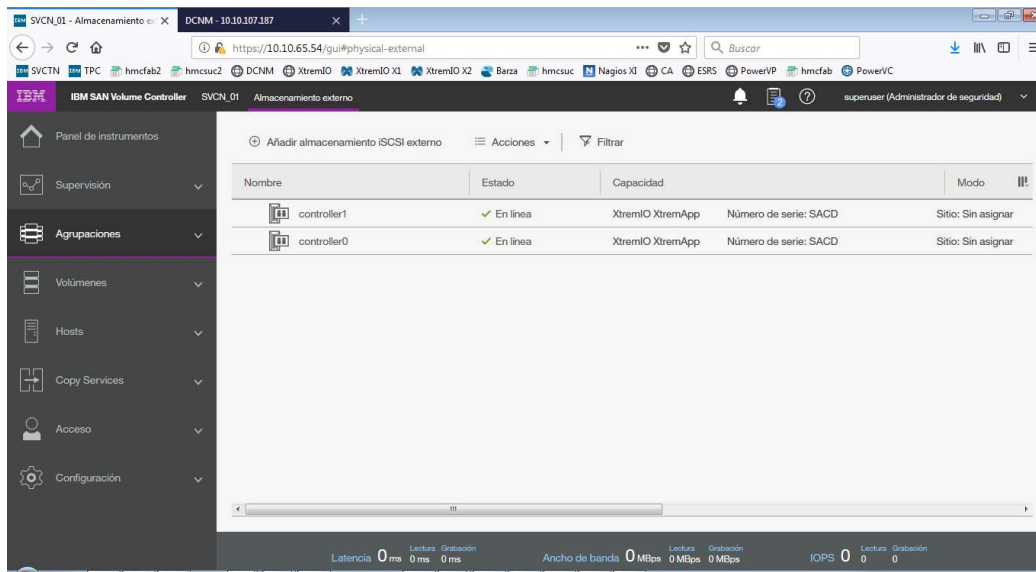 SVCN_01 - Almacenamiento e
DCNM - 10.10.107.187
https://10.10.65.54/gui#physical-external
Buscar
SVCTN TPC hmcfab2 hmcsuc2 DCNM XtremIO XtremIO X1 XtremIO X2 Barza hmcsuc Nagios XI CA ESRS PowerVP hmcfab PowerVC
IBM
IBM SAN Volume Controller SVCN_01 Almacenamiento externo
2
superuser (Administrador de seguridad)
Panel de instrumentos
Supervisión
Agrupaciones
Volúmenes
Hosts
Copy Services
Acceso
Configuración
Añadir almacenamiento iSCSI externo Acciones Filtrar
Nombre Estado Capacidad Modo
controller1 En línea XtremIO XtremApp Número de serie: SACD Sitio: Sin asignar
controller0 En línea XtremIO XtremApp Número de serie: SACD Sitio: Sin asignar
Latencia 0 ms Lectura 0 ms Grabación 0 ms
Ancho de banda 0 MBps Lectura 0 MBps Grabación 0 MBps
IOPS 0 Lectura 0 Grabación 0